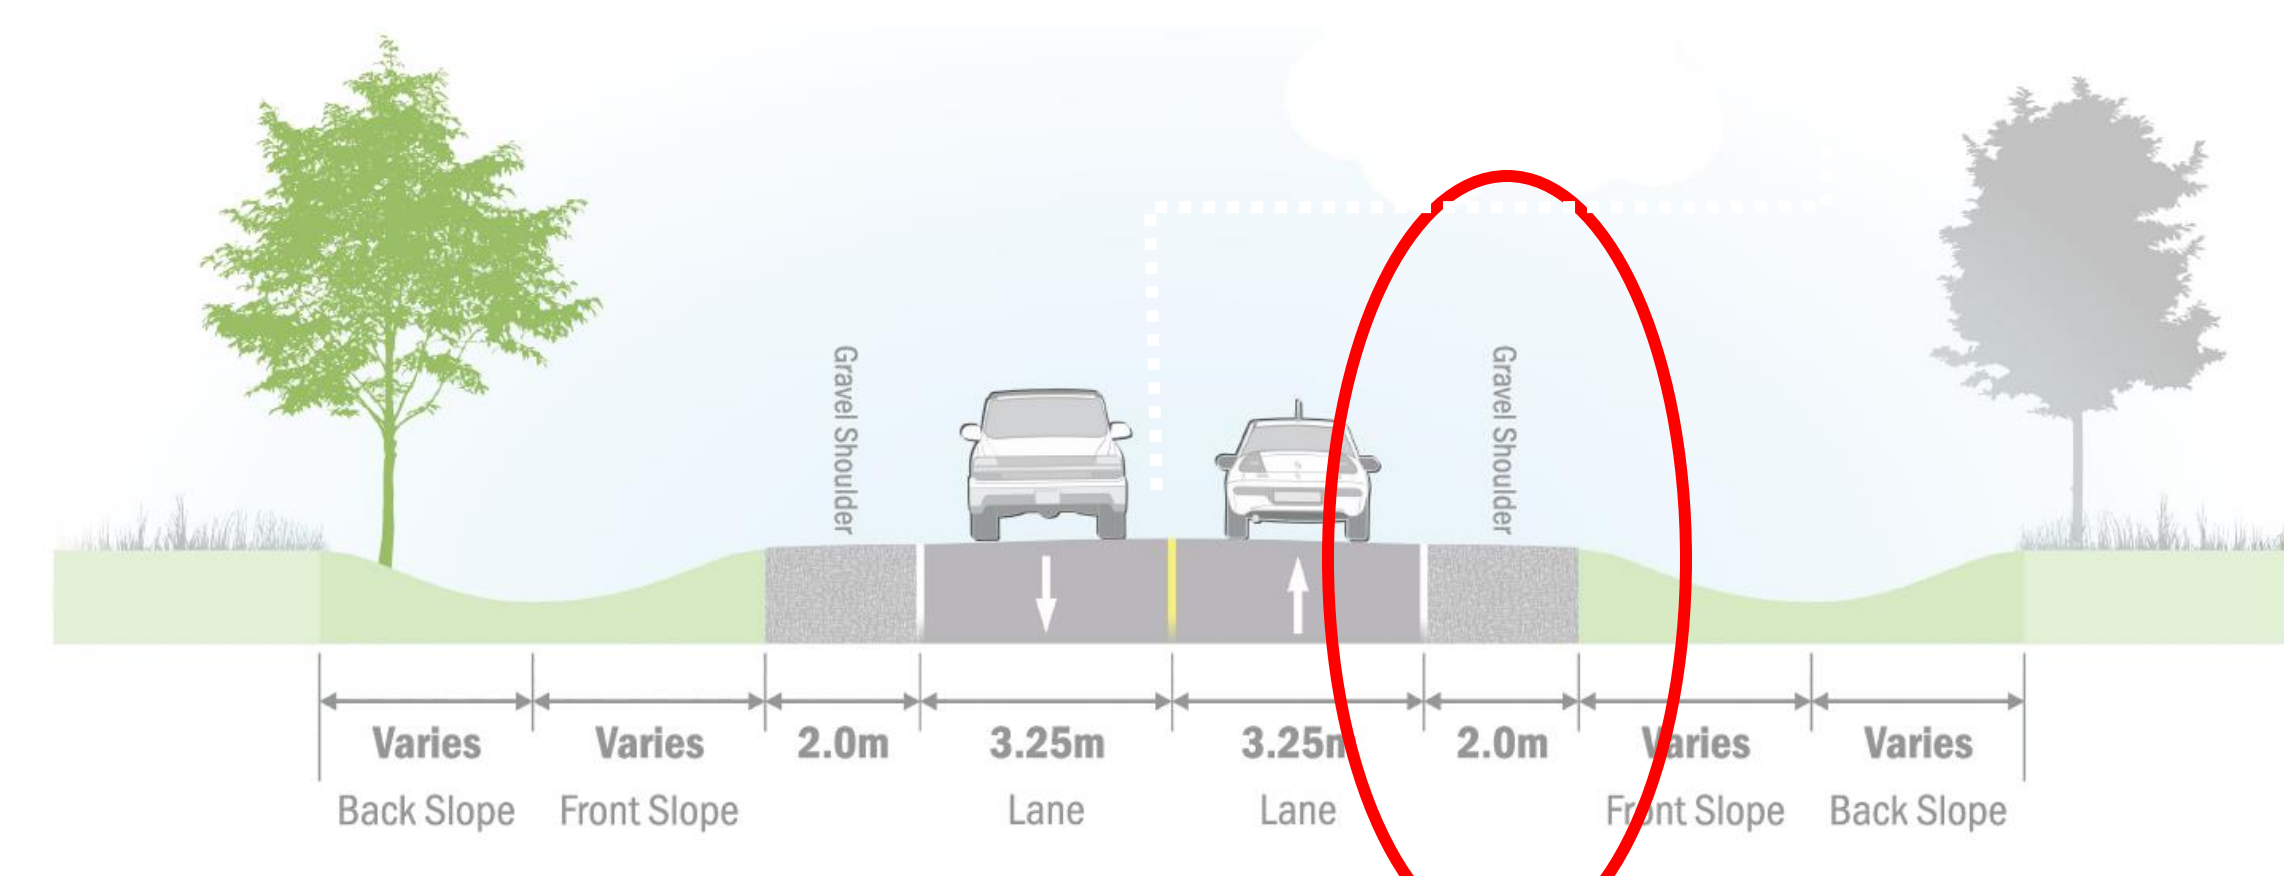 Gravel Shoulder
Gravel Shoulder
Varies Varies 2.0m 3.25m 3.25m 2.0m Varies Varies
Back Slope Front Slope Lane Lane Front Slope Back Slope